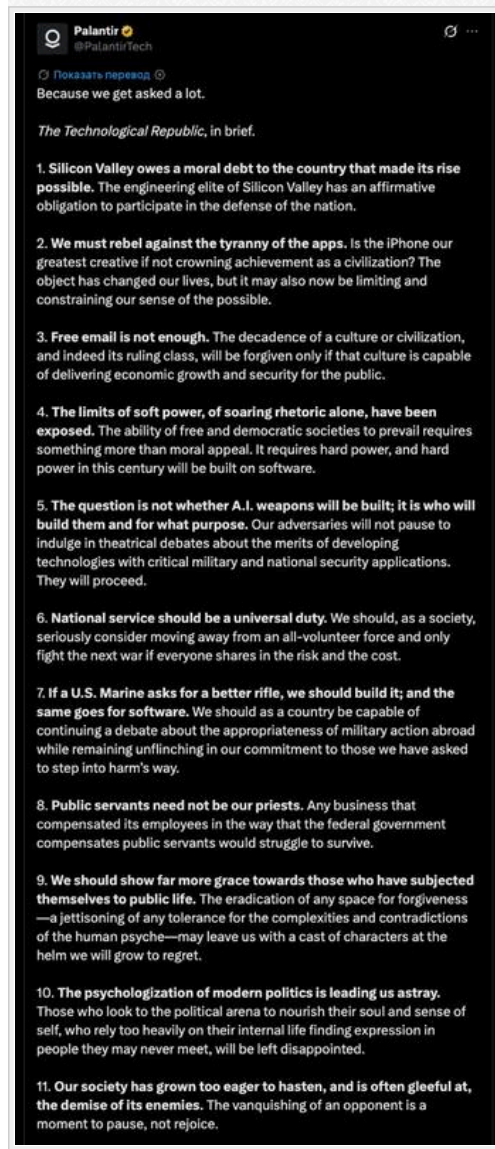 Palantir
@PalantirTech
Показать перевод
Because we get asked a lot.
The Technological Republic, in brief.
1. Silicon Valley owes a moral debt to the country that made its rise
possible. The engineering elite of Silicon Valley has an affirmative
obligation to participate in the defense of the nation.
2. We must rebel against the tyranny of the apps. Is the iPhone our
greatest creative if not crowning achievement as a civilization? The
object has changed our lives, but it may also now be limiting and
constraining our sense of the possible.
3. Free email is not enough. The decadence of a culture or civilization,
and indeed its ruling class, will be forgiven only if that culture is capable
of delivering economic growth and security for the public.
4. The limits of soft power, of soaring rhetoric alone, have been
exposed. The ability of free and democratic societies to prevail requires
something more than moral appeal. It requires hard power, and hard
power in this century will be built on software.
5. The question is not whether A.I. weapons will be built; it is who will
build them and for what purpose. Our adversaries will not pause to
indulge in theatrical debates about the merits of developing
technologies with critical military and national security applications.
They will proceed.
6. National service should be a universal duty. We should, as a society,
seriously consider moving away from an all-volunteer force and only
fight the next war if everyone shares in the risk and the cost.
7. If a U.S. Marine asks for a better rifle, we should build it; and the
same goes for software. We should as a country be capable of
continuing a debate about the appropriateness of military action abroad
while remaining unflinching in our commitment to those we have asked
to step into harm's way.
8. Public servants need not be our priests. Any business that
compensated its employees in the way that the federal government
compensates public servants would struggle to survive.
9. We should show far more grace towards those who have subjected
themselves to public life. The eradication of any space for forgiveness
—a jettisoning of any tolerance for the complexities and contradictions
of the human psyche—may leave us with a cast of characters at the
helm we will grow to regret.
10. The psychologization of modern politics is leading us astray.
Those who look to the political arena to nourish their soul and sense of
self, who rely too heavily on their internal life finding expression in
people they may never meet, will be left disappointed.
11. Our society has grown too eager to hasten, and is often gleeful at,
the demise of its enemies. The vanquishing of an opponent is a
moment to pause, not rejoice.